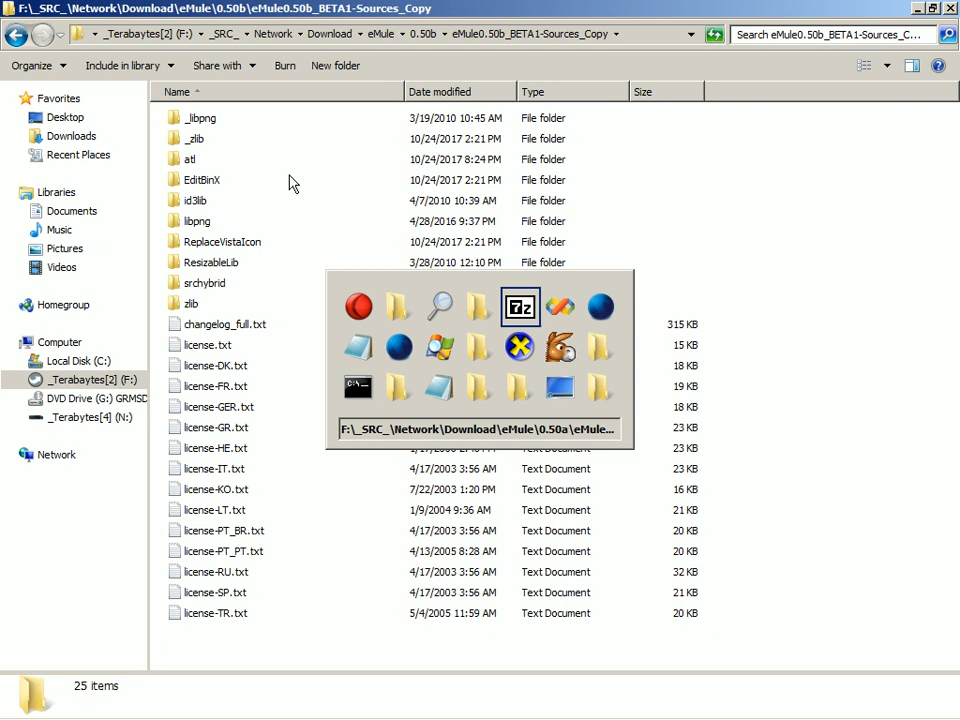 F:\_SRC_\Network\Download\eMule\0.50b\eMule0.50b_BETA1-Sources_Copy
_Terabaytes[2] (F:) _SRC_ Network Download eMule 0.50b eMule0.50b_BETA1-Sources_Copy Search eMule0.50b_BETA1-Sources_C...
Organize Include in library Share with Burn New folder
Name Date modified Type Size
Favorites
Desktop
Downloads
Recent Places
Libraries
Documents
Music
Pictures
Videos
Homegroup
Computer
Local Disk (C:)
_Terabaytes[2] (F:)
DVD Drive (G:) GRMSD
_Terabytes[4] (N:)
Network
_libpng 3/19/2010 10:45 AM File folder
_zlib 10/24/2017 2:21 PM File folder
atl 10/24/2017 8:24 PM File folder
EditBinX 10/24/2017 2:21 PM File folder
id3lib 4/7/2010 10:39 AM File folder
libpng 4/28/2016 9:37 PM File folder
ReplaceVistaIcon 10/24/2017 2:21 PM File folder
ResizableLib 3/28/2010 12:10 PM File folder
srchybrid
zlib
changelog_full.txt 315 KB
license.txt 15 KB
license-DK.txt 18 KB
license-FR.txt 19 KB
license-GER.txt 20 KB
license-GR.txt 23 KB
license-HE.txt Text Document 23 KB
license-IT.txt 4/17/2003 3:56 AM Text Document 23 KB
license-KO.txt 7/22/2003 1:20 PM Text Document 16 KB
license-LT.txt 1/9/2004 9:36 AM Text Document 21 KB
license-PT_BR.txt 4/17/2003 3:56 AM Text Document 20 KB
license-PT_PT.txt 4/13/2005 8:28 AM Text Document 20 KB
license-RU.txt 4/17/2003 3:56 AM Text Document 32 KB
license-SP.txt 4/17/2003 3:56 AM Text Document 21 KB
license-TR.txt 5/4/2005 11:59 AM Text Document 20 KB
7z
C:\_
F:\_SRC_\Network\Download\eMule\0.50a\eMule...
25 items